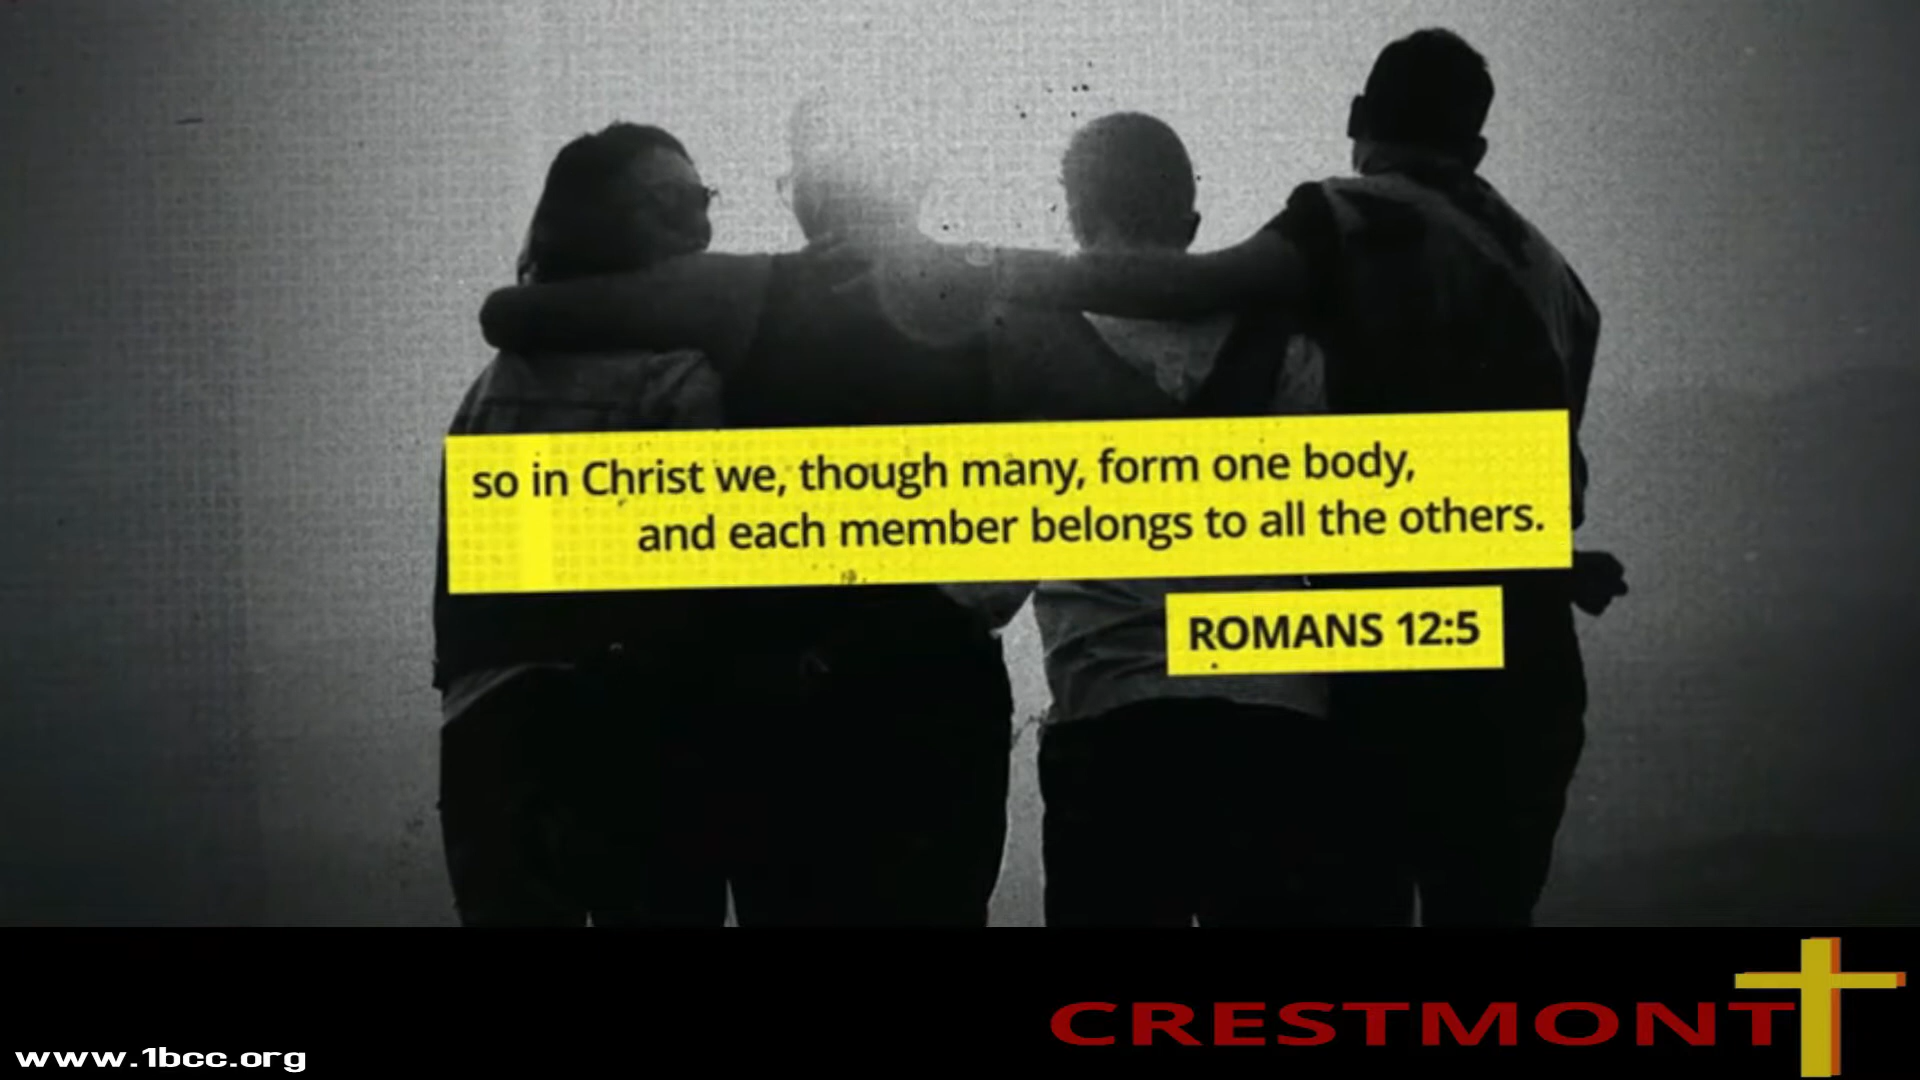 so in Christ we, though many, form one body,
and each member belongs to all the others.
ROMANS 12:5
CRESTMONT
www.1bcc.org